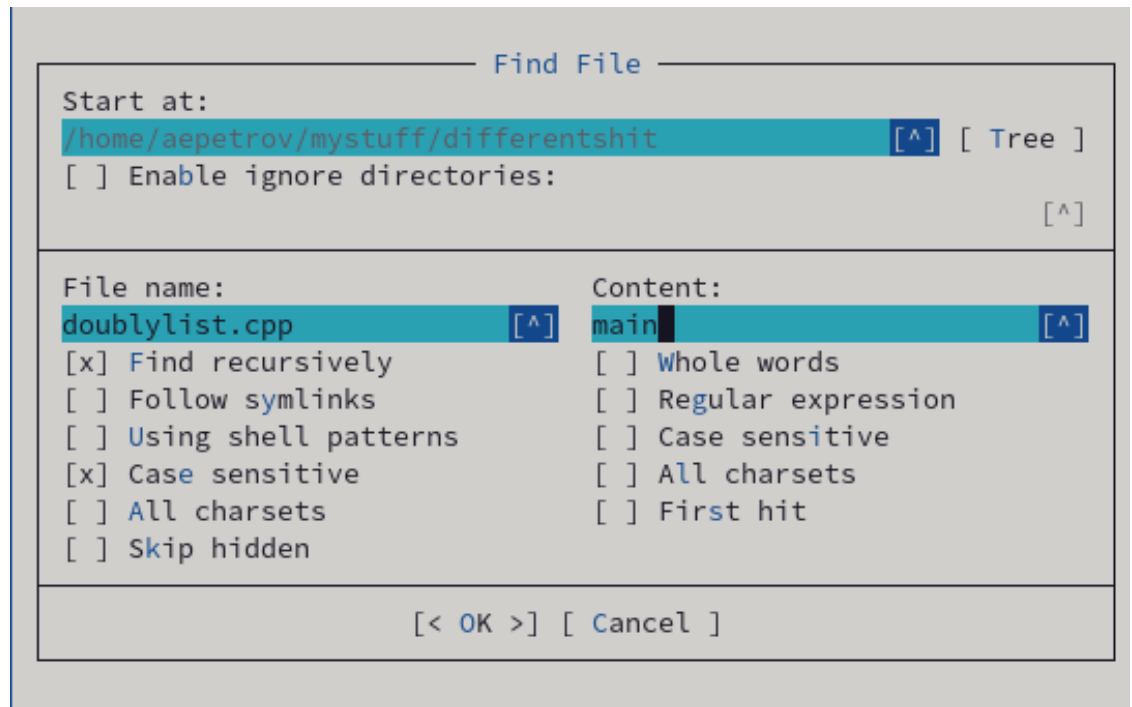 Find File
Start at:
/home/aepetrov/mystuff/differentshit [^] [ Tree ]
[ ] Enable ignore directories:
[^]
File name: Content:
doublylist.cpp [^] main [^]
[x] Find recursively [ ] Whole words
[ ] Follow symlinks [ ] Regular expression
[ ] Using shell patterns [ ] Case sensitive
[x] Case sensitive [ ] All charsets
[ ] All charsets [ ] First hit
[ ] Skip hidden
[< OK >] [ Cancel ]